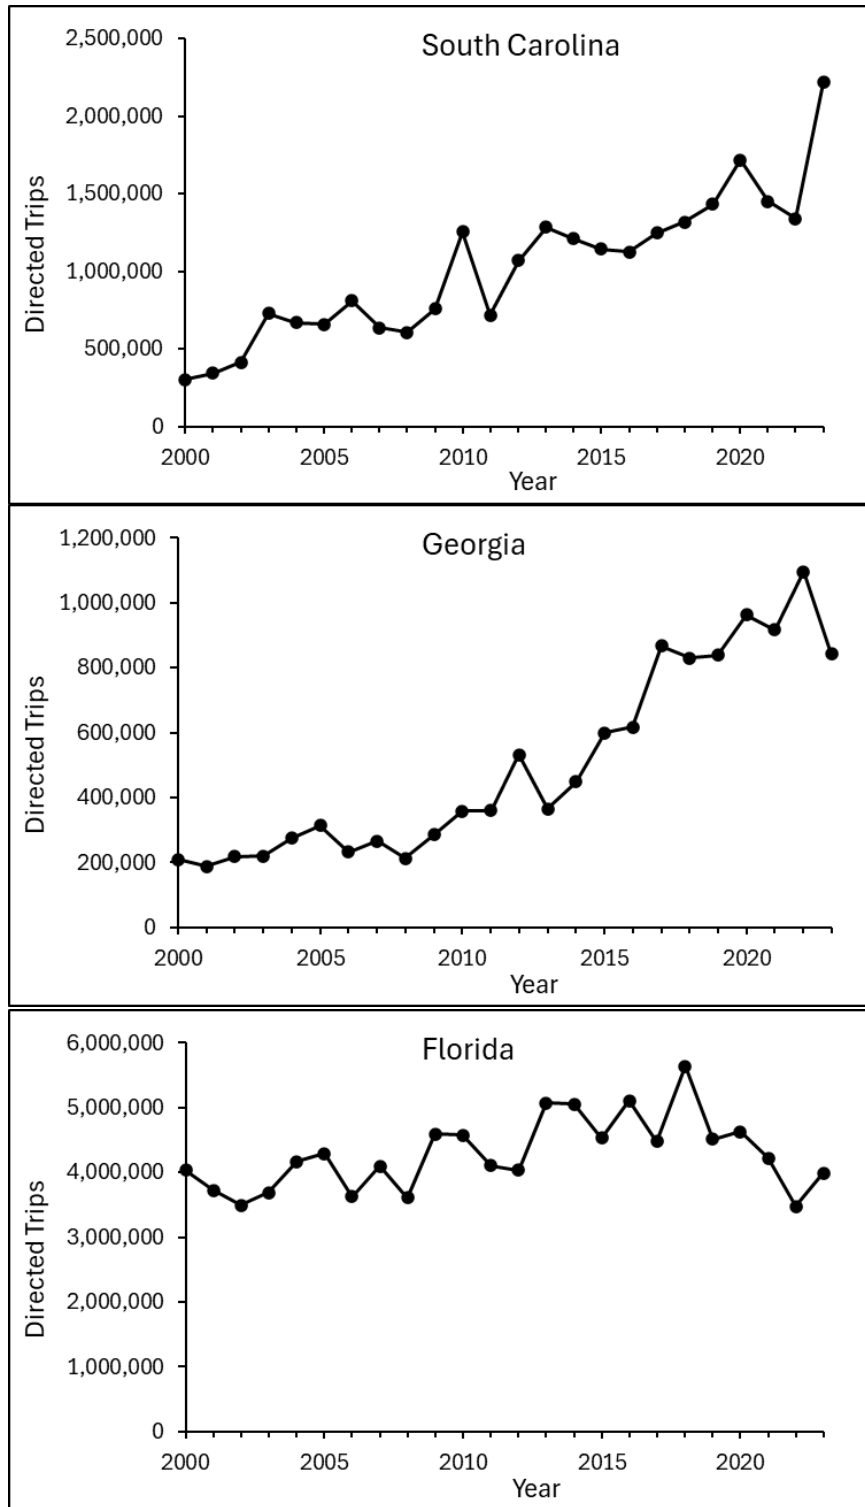 South Carolina
Directed Trips
2,500,000
2,000,000
1,500,000
1,000,000
500,000
0
2000 2005 2010 2015 2020
Year
Georgia
Directed Trips
1,200,000
1,000,000
800,000
600,000
400,000
200,000
0
2000 2005 2010 2015 2020
Year
Florida
Directed Trips
6,000,000
5,000,000
4,000,000
3,000,000
2,000,000
1,000,000
0
2000 2005 2010 2015 2020
Year